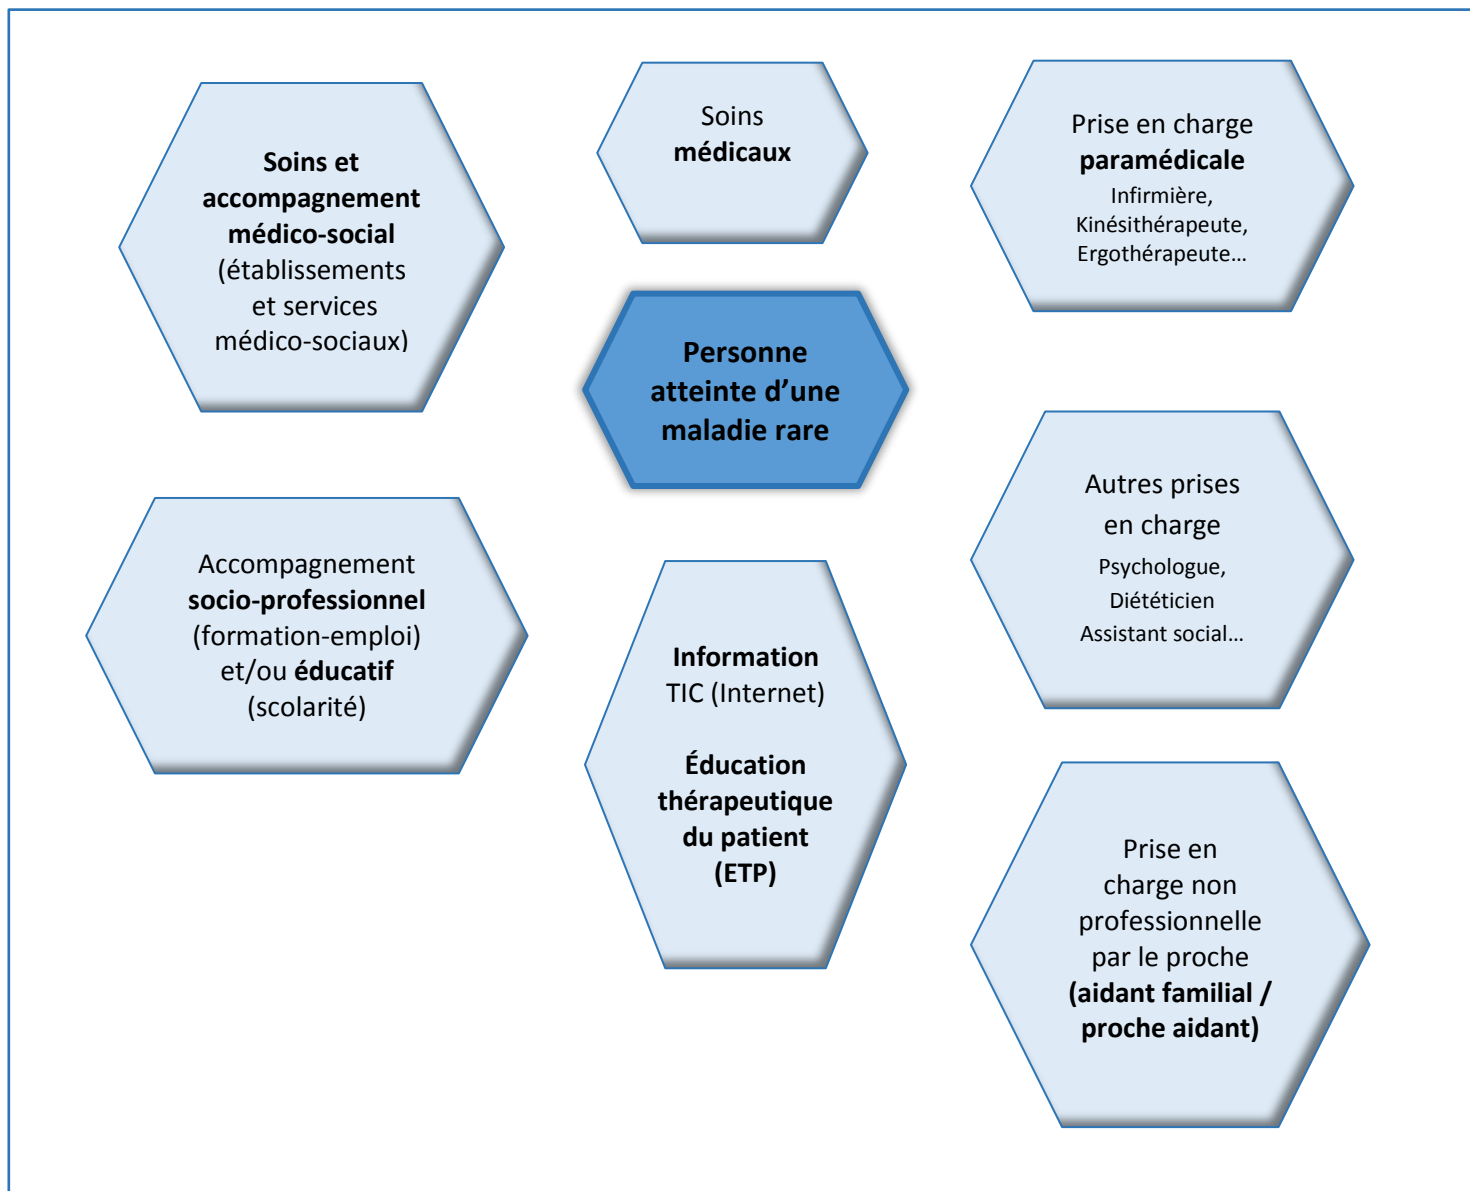 Soins et
accompagnement
médico-social
(établissements
et services
médico-sociaux)
Soins
médicaux
Prise en charge
paramédicale
Infirmière,
Kinésithérapeute,
Ergothérapeute…
Personne
atteinte d’une
maladie rare
Accompagnement
socio-professionnel
(formation-emploi)
et/ou éducatif
(scolarité)
Information
TIC (Internet)
Éducation
thérapeutique
du patient
(ETP)
Autres prises
en charge
Psychologue,
Diététicien
Assistant social…
Prise en
charge non
professionnelle
par le proche
(aidant familial /
proche aidant)